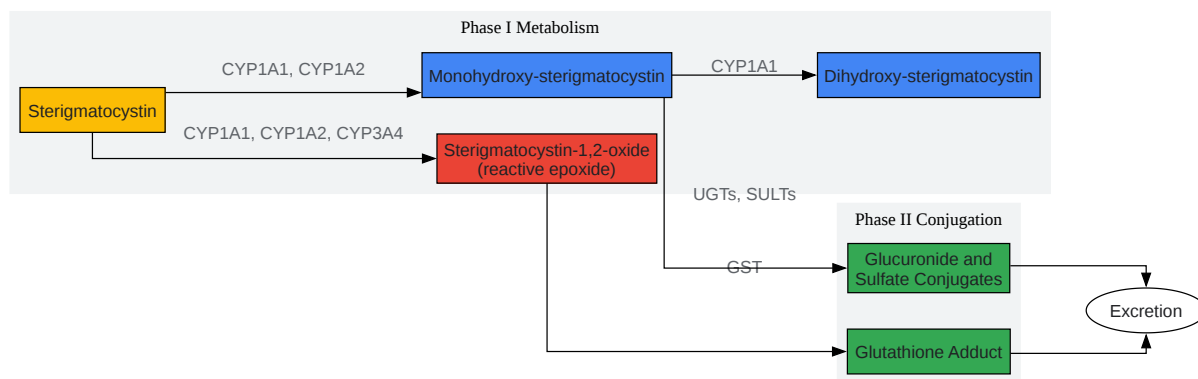 Phase I Metabolism
CYP1A1, CYP1A2
Monohydroxy-sterigmatocystin
CYP1A1
Dihydroxy-sterigmatocystin
Sterigmatocystin
CYP1A1, CYP1A2, CYP3A4
Sterigmatocystin-1,2-oxide
(reactive epoxide)
UGTs, SULTs
Phase II Conjugation
GST
Glucuronide and
Sulfate Conjugates
Excretion
Glutathione Adduct